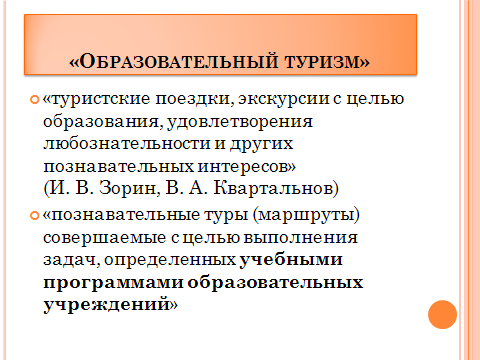 «Образовательный туризм»
«туристские поездки, экскурсии с целью
образования, удовлетворения
любознательности и других
познавательных интересов»
(И. В. Зорин, В. А. Квартальнов)
«познавательные туры (маршруты)
совершаемые с целью выполнения
задач, определенных учебными
программами образовательных
учреждений»